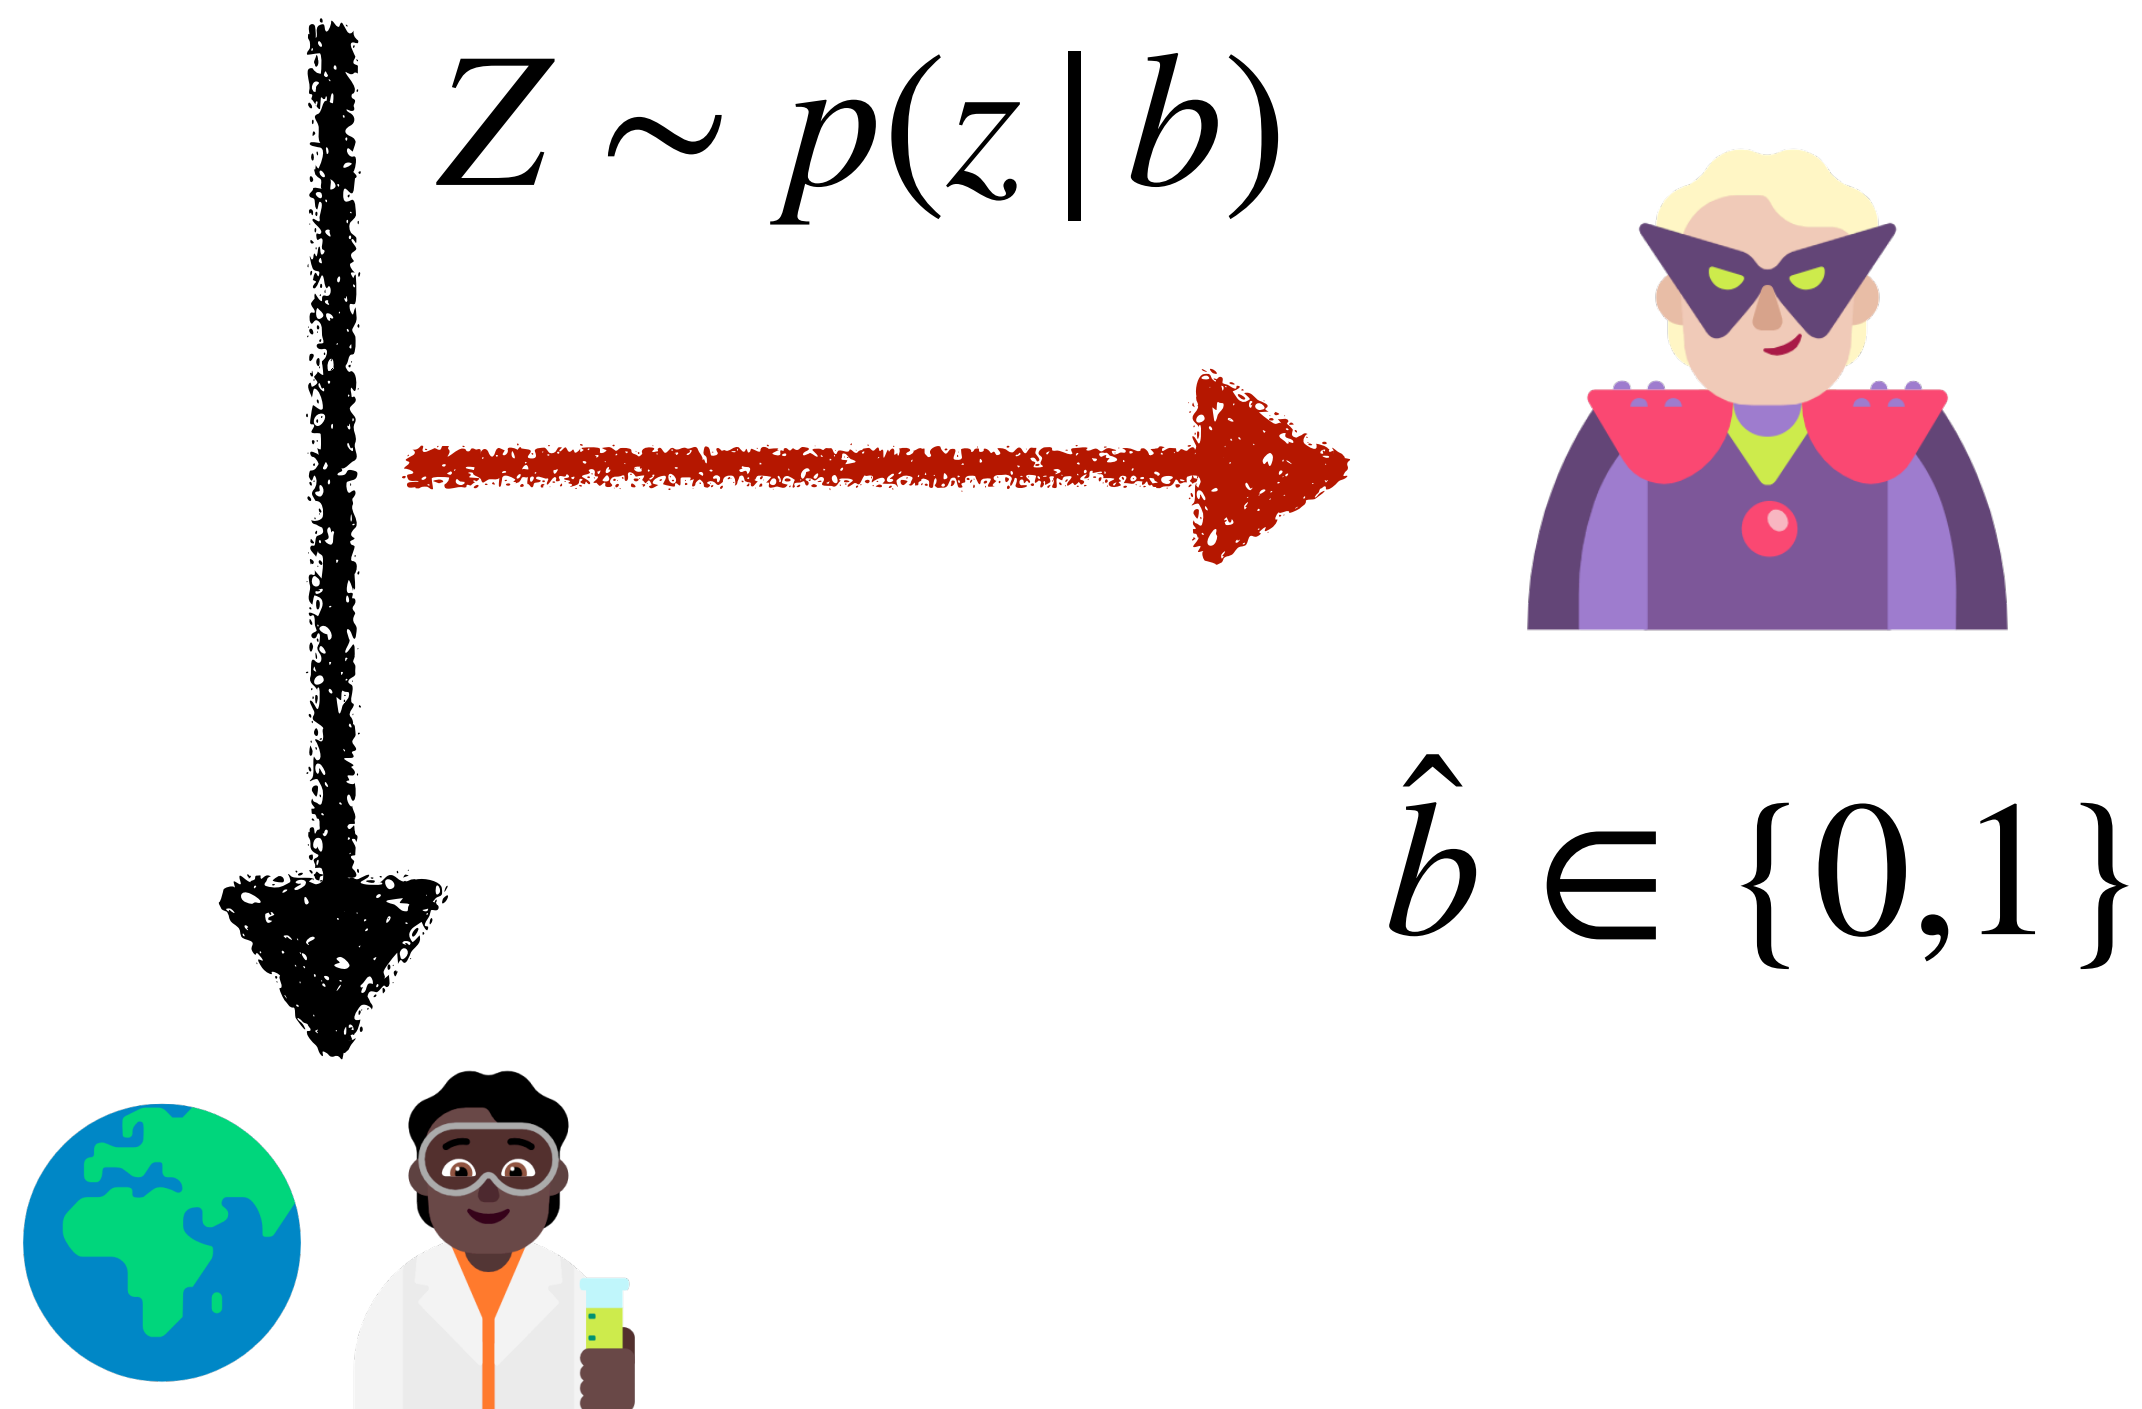 Z ∼ p(z | b)
b̂ ∈ {0,1}